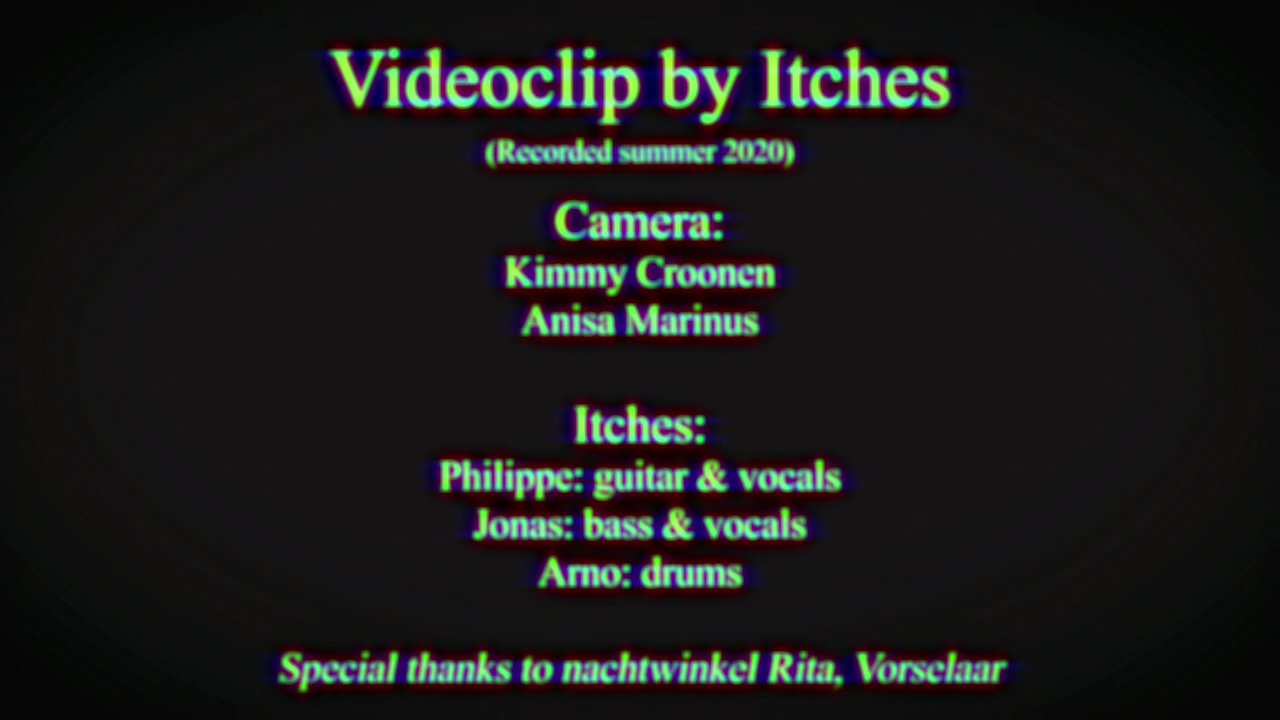 Videoclip by Itches
(Recorded summer 2020)
Camera:
Kimmy Croonen
Anisa Marinus
Itches:
Philippe: guitar & vocals
Jonas: bass & vocals
Arno: drums
Special thanks to nachtwinkel Rita, Vorselaar